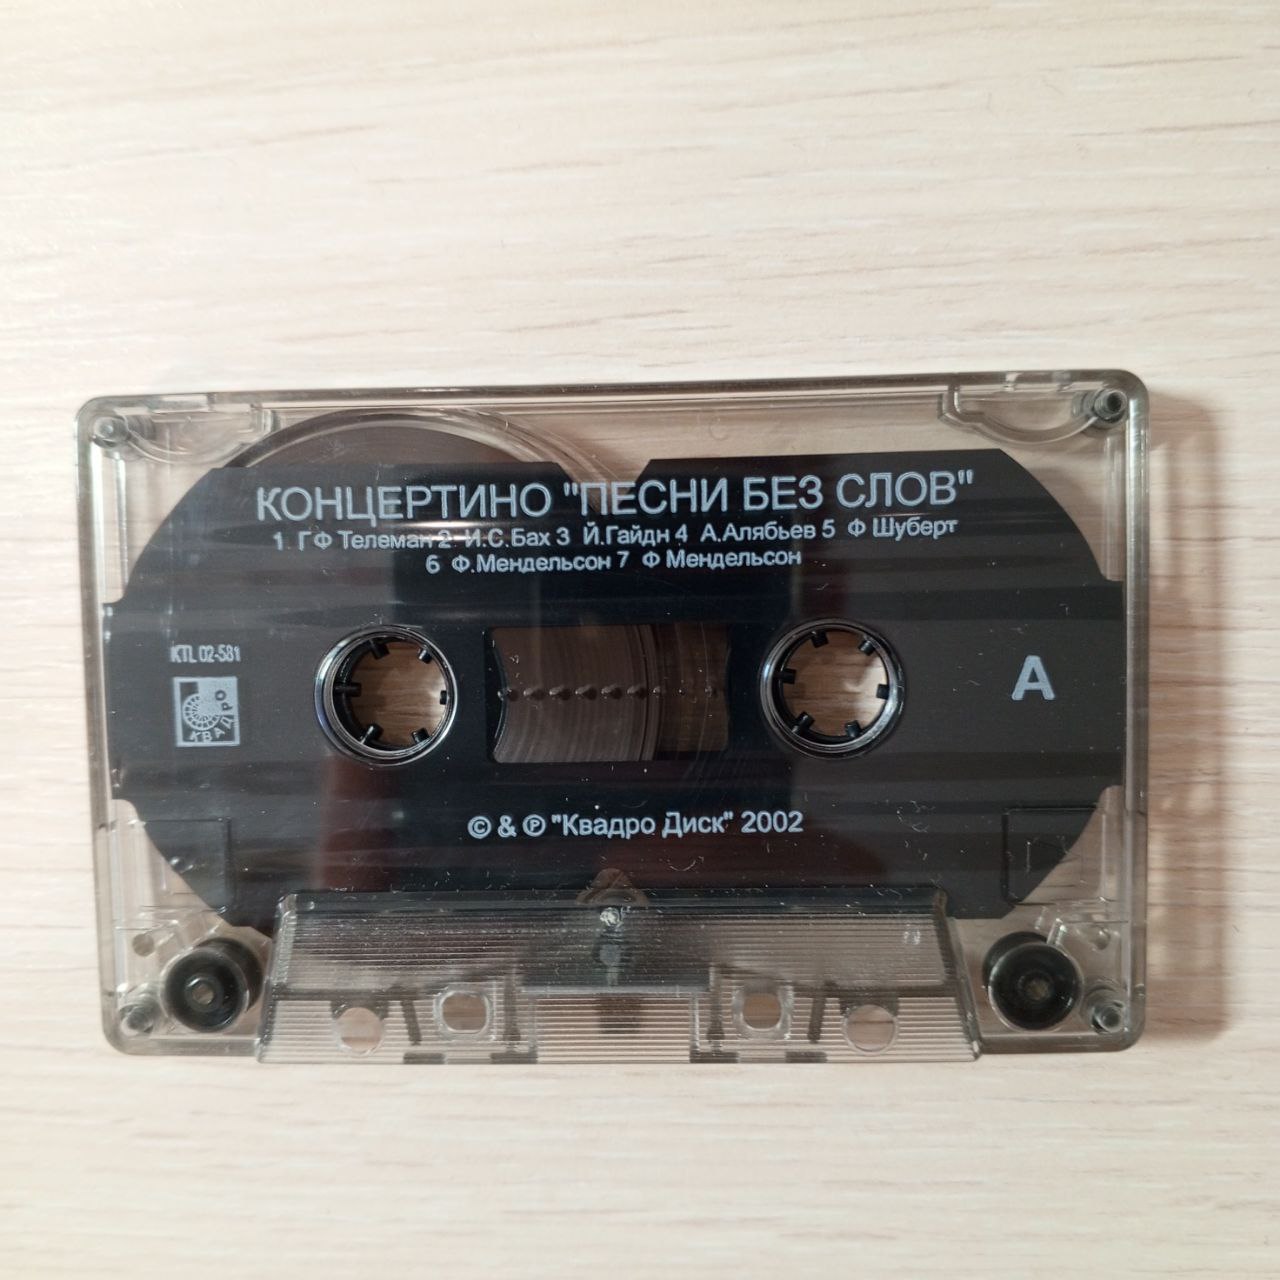 КОНЦЕРТИНО "ПЕСНИ БЕЗ СЛОВ"
1 Г Ф Телеман 2 И.С.Бах 3 Й.Гайдн 4 А.Алябьев 5 Ф Шуберт
6 Ф.Мендельсон 7 Ф Мендельсон
KTL 02-581
КВАДРО
A
© & ℗ "Квадро Диск" 2002